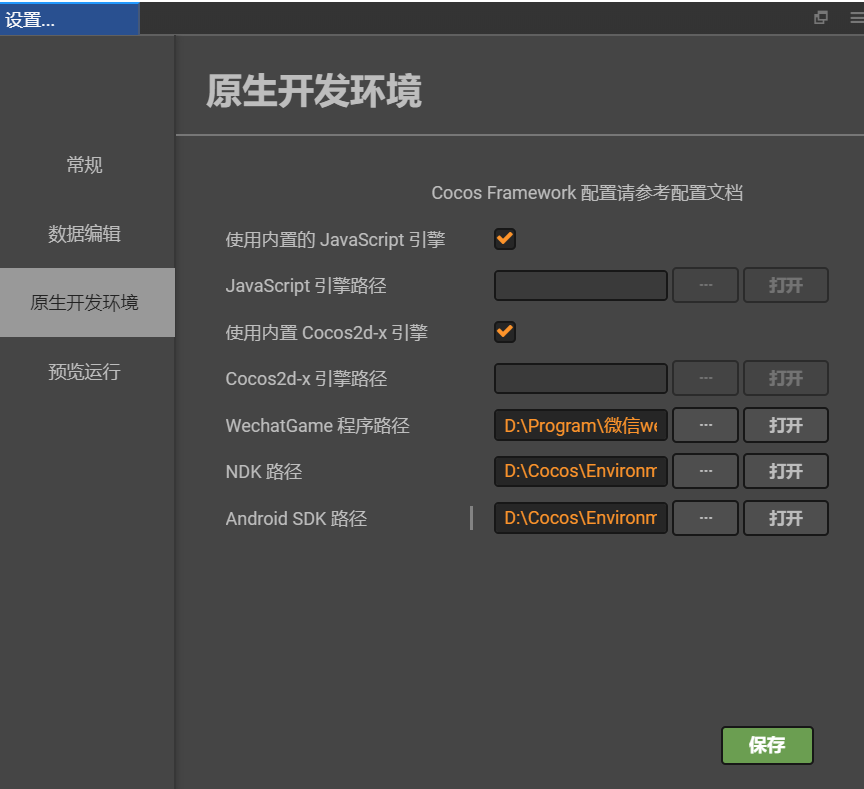 设置...
原生开发环境
常规
数据编辑
原生开发环境
预览运行
Cocos Framework 配置请参考配置文档
使用内置的 JavaScript 引擎
JavaScript 引擎路径 ... 打开
使用内置 Cocos2d-x 引擎
Cocos2d-x 引擎路径 ... 打开
WechatGame 程序路径 D:\Program\微信we ... 打开
NDK 路径 D:\Cocos\Environm ... 打开
Android SDK 路径 D:\Cocos\Environm ... 打开
保存